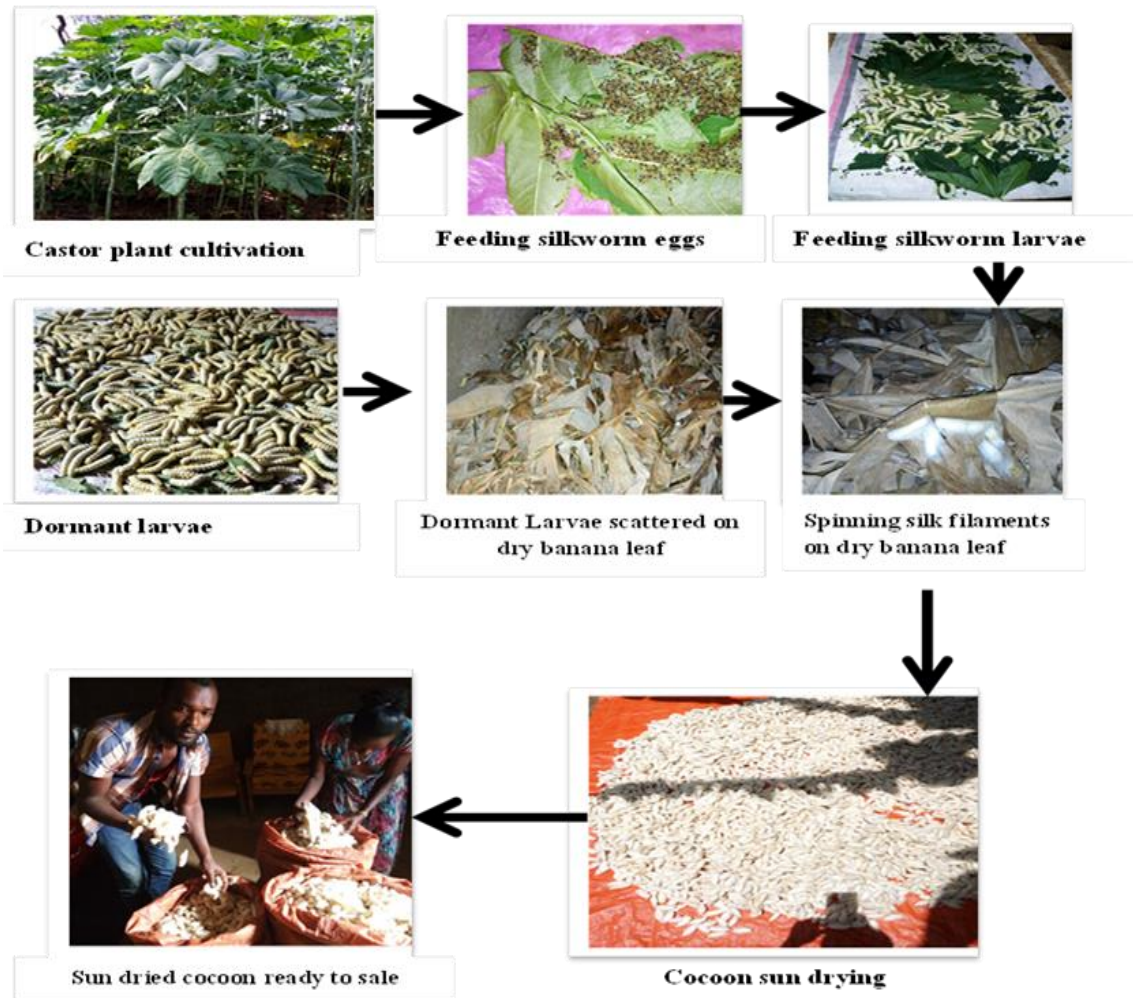 Castor plant cultivation
Feeding silkworm eggs
Feeding silkworm larvae
Dormant larvae
Dormant Larvae scattered on
dry banana leaf
Spinning silk filaments
on dry banana leaf
Sun dried cocoon ready to sale
Cocoon sun drying